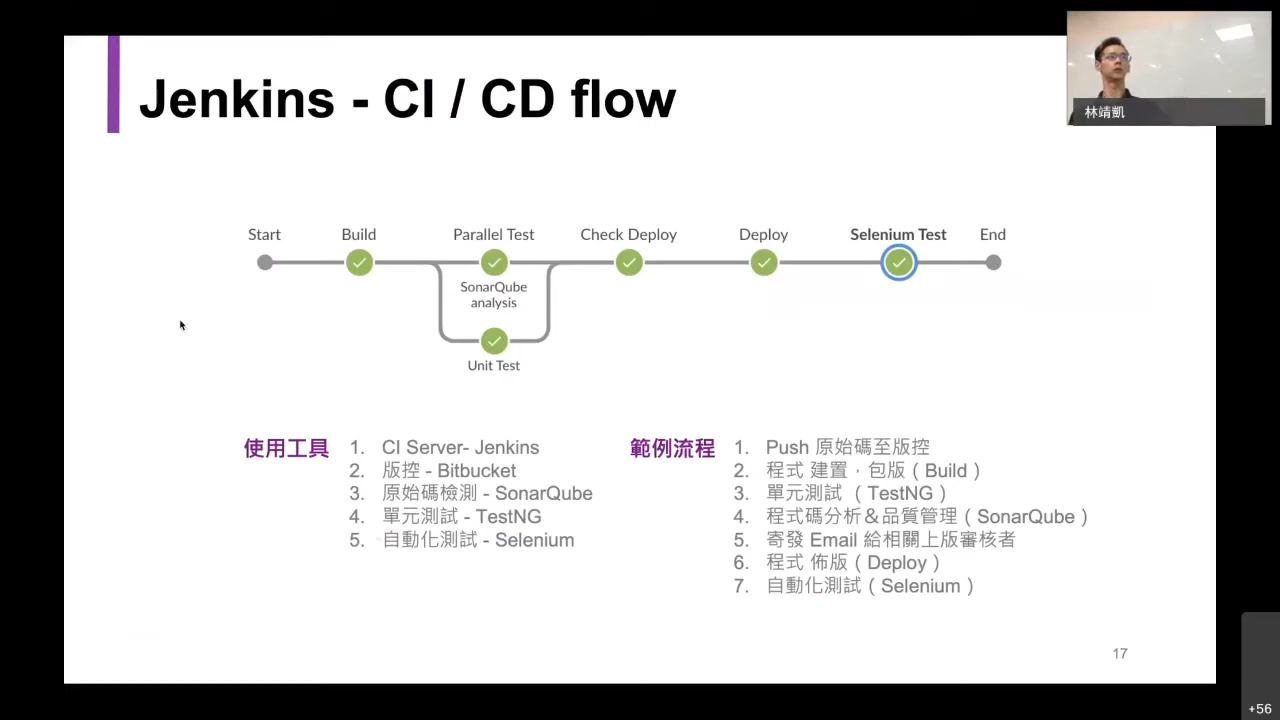 Jenkins - CI / CD flow
林靖凱
Start
Build
Parallel Test
Check Deploy
Deploy
Selenium Test
End
SonarQube
analysis
Unit Test
使用工具
1. CI Server- Jenkins
2. 版控 - Bitbucket
3. 原始碼檢測 - SonarQube
4. 單元測試 - TestNG
5. 自動化測試 - Selenium
範例流程
1. Push 原始碼至版控
2. 程式 建置，包版（Build）
3. 單元測試 （TestNG）
4. 程式碼分析＆品質管理（SonarQube）
5. 寄發 Email 給相關上版審核者
6. 程式 佈版（Deploy）
7. 自動化測試（Selenium）
17
+56